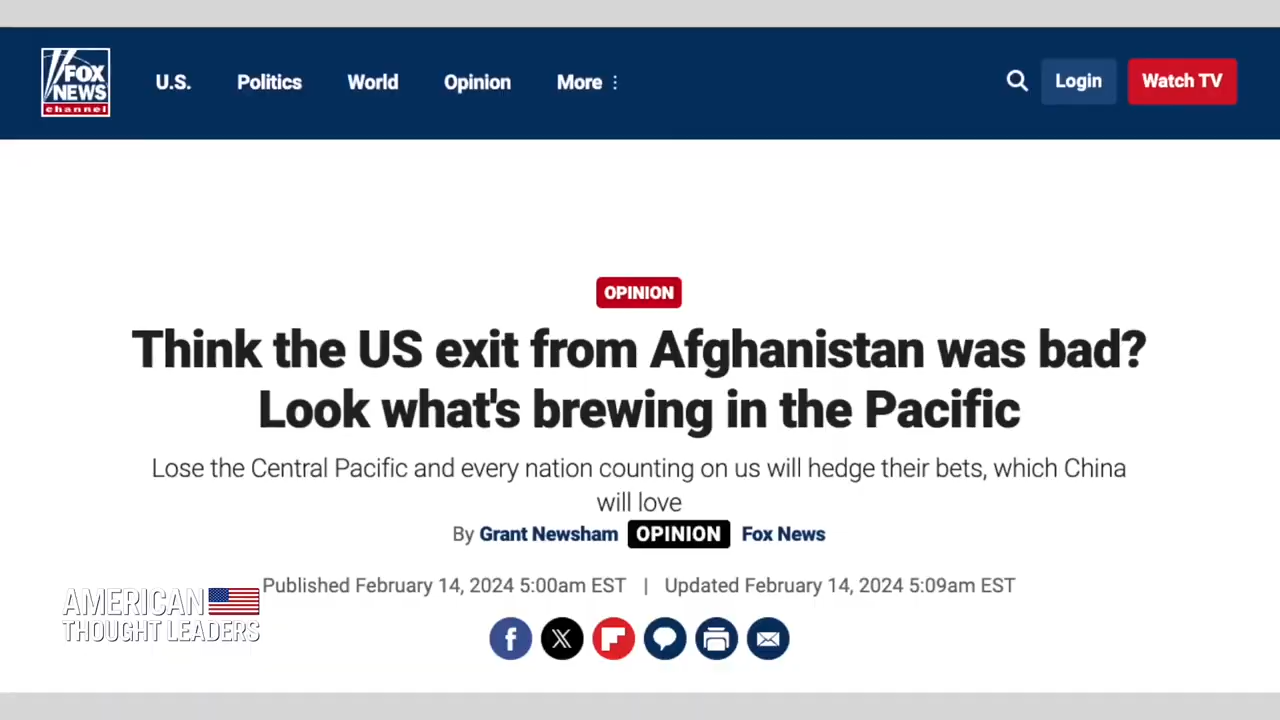 FOX
NEWS
channel
U.S. Politics World Opinion More
Login
Watch TV
OPINION
Think the US exit from Afghanistan was bad?
Look what's brewing in the Pacific
Lose the Central Pacific and every nation counting on us will hedge their bets, which China
will love
By Grant Newsham OPINION Fox News
Published February 14, 2024 5:00am EST | Updated February 14, 2024 5:09am EST
AMERICAN
THOUGHT LEADERS